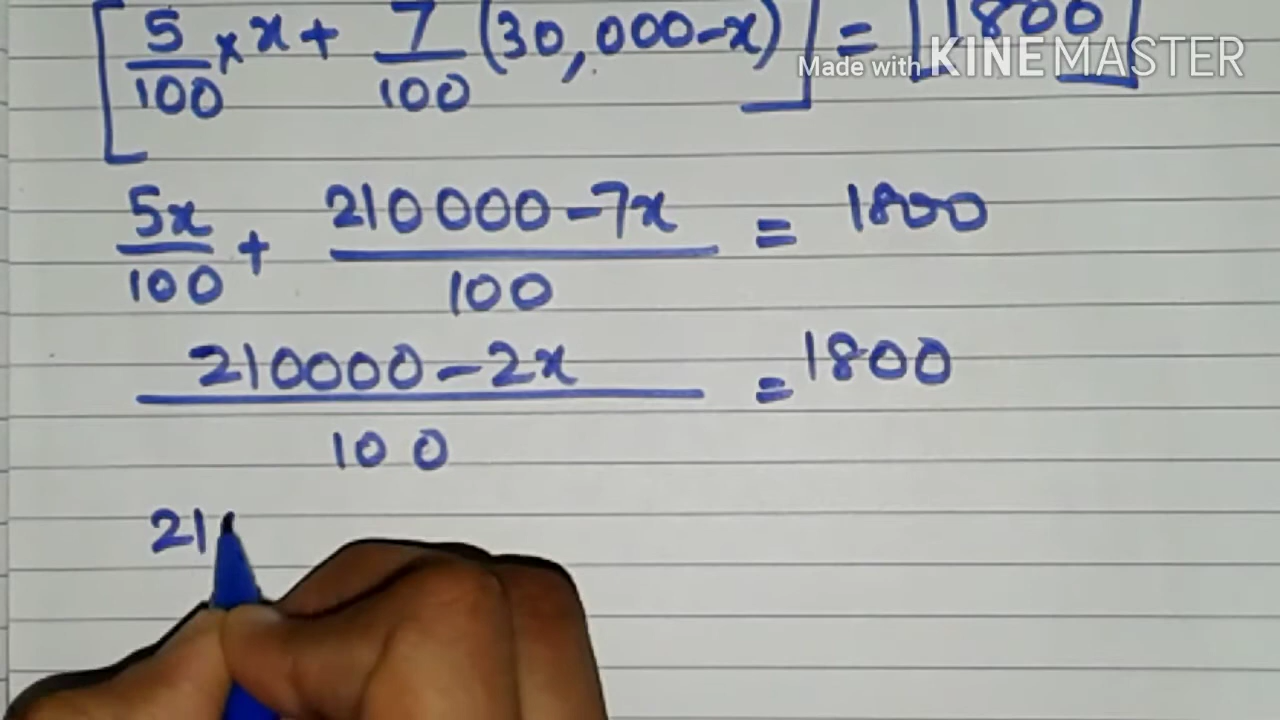 [5/100 × x + 7/100 (30,000-x)] = [1800]
Made with KINEMASTER
5x/100 + 210000-7x/100 = 1800
210000-2x/100 = 1800
21